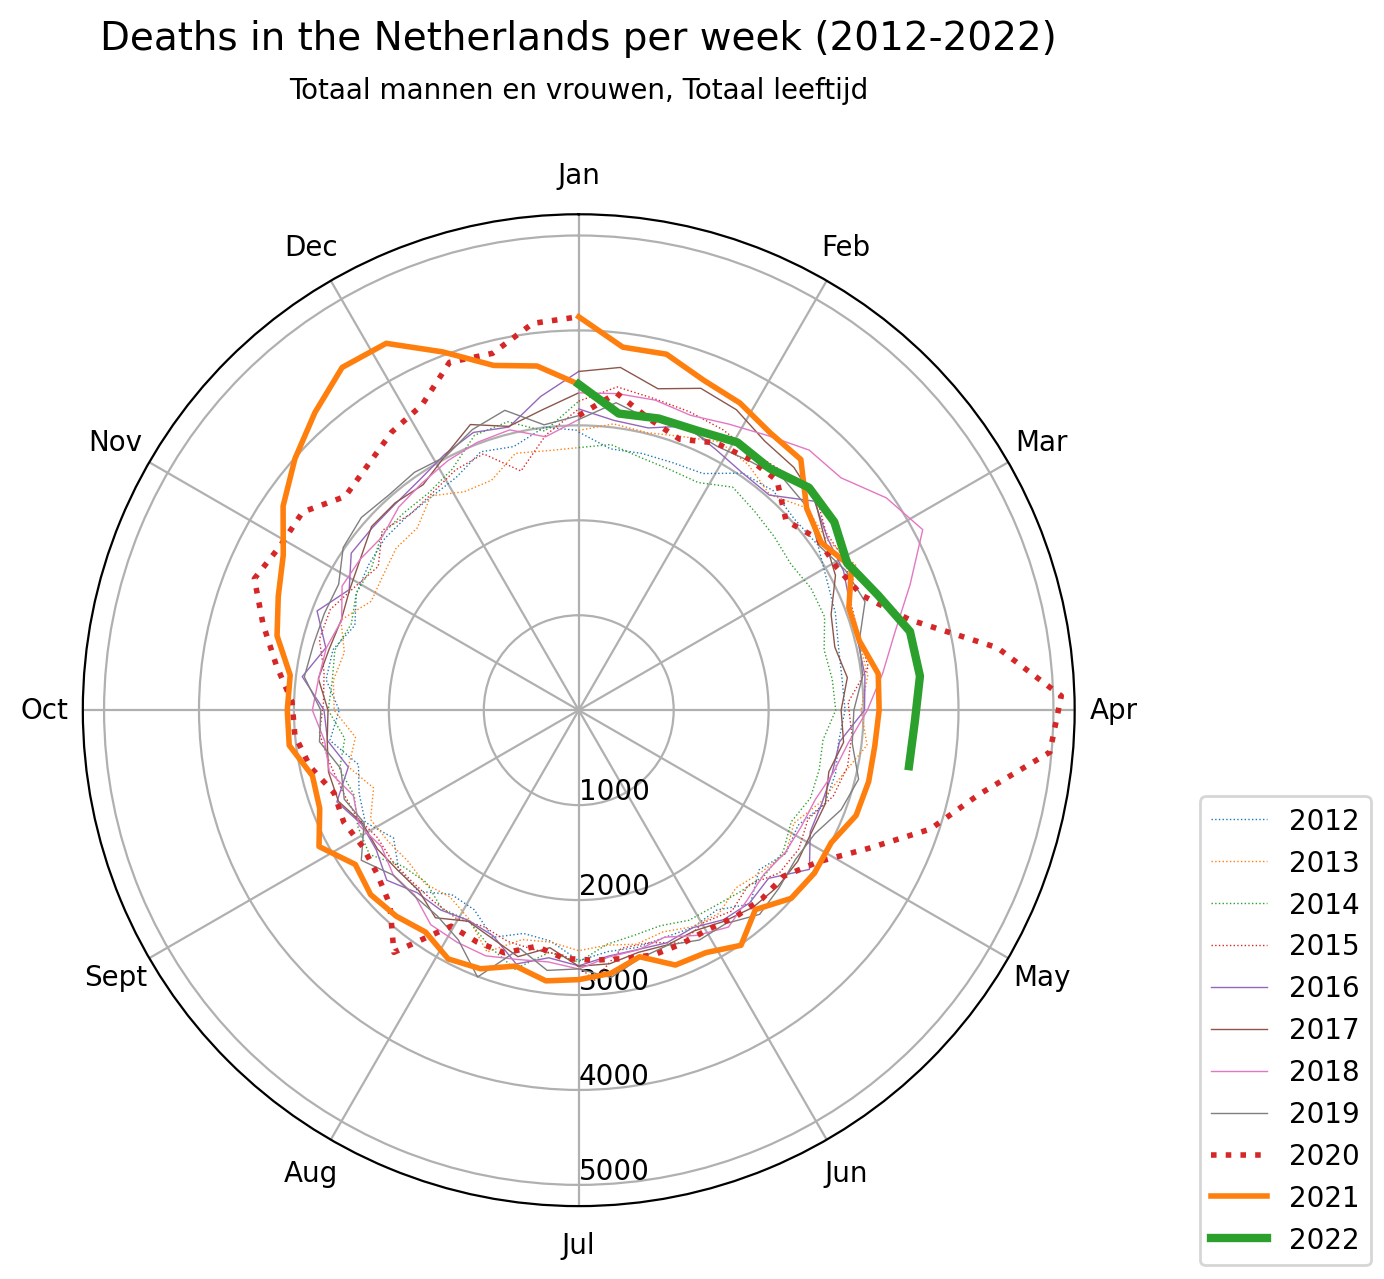 Deaths in the Netherlands per week (2012-2022)
Totaal mannen en vrouwen, Totaal leeftijd
Jan
Feb
Mar
Apr
May
Jun
Jul
Aug
Sept
Oct
Nov
Dec
1000
2000
3000
4000
5000
2012
2013
2014
2015
2016
2017
2018
2019
2020
2021
2022